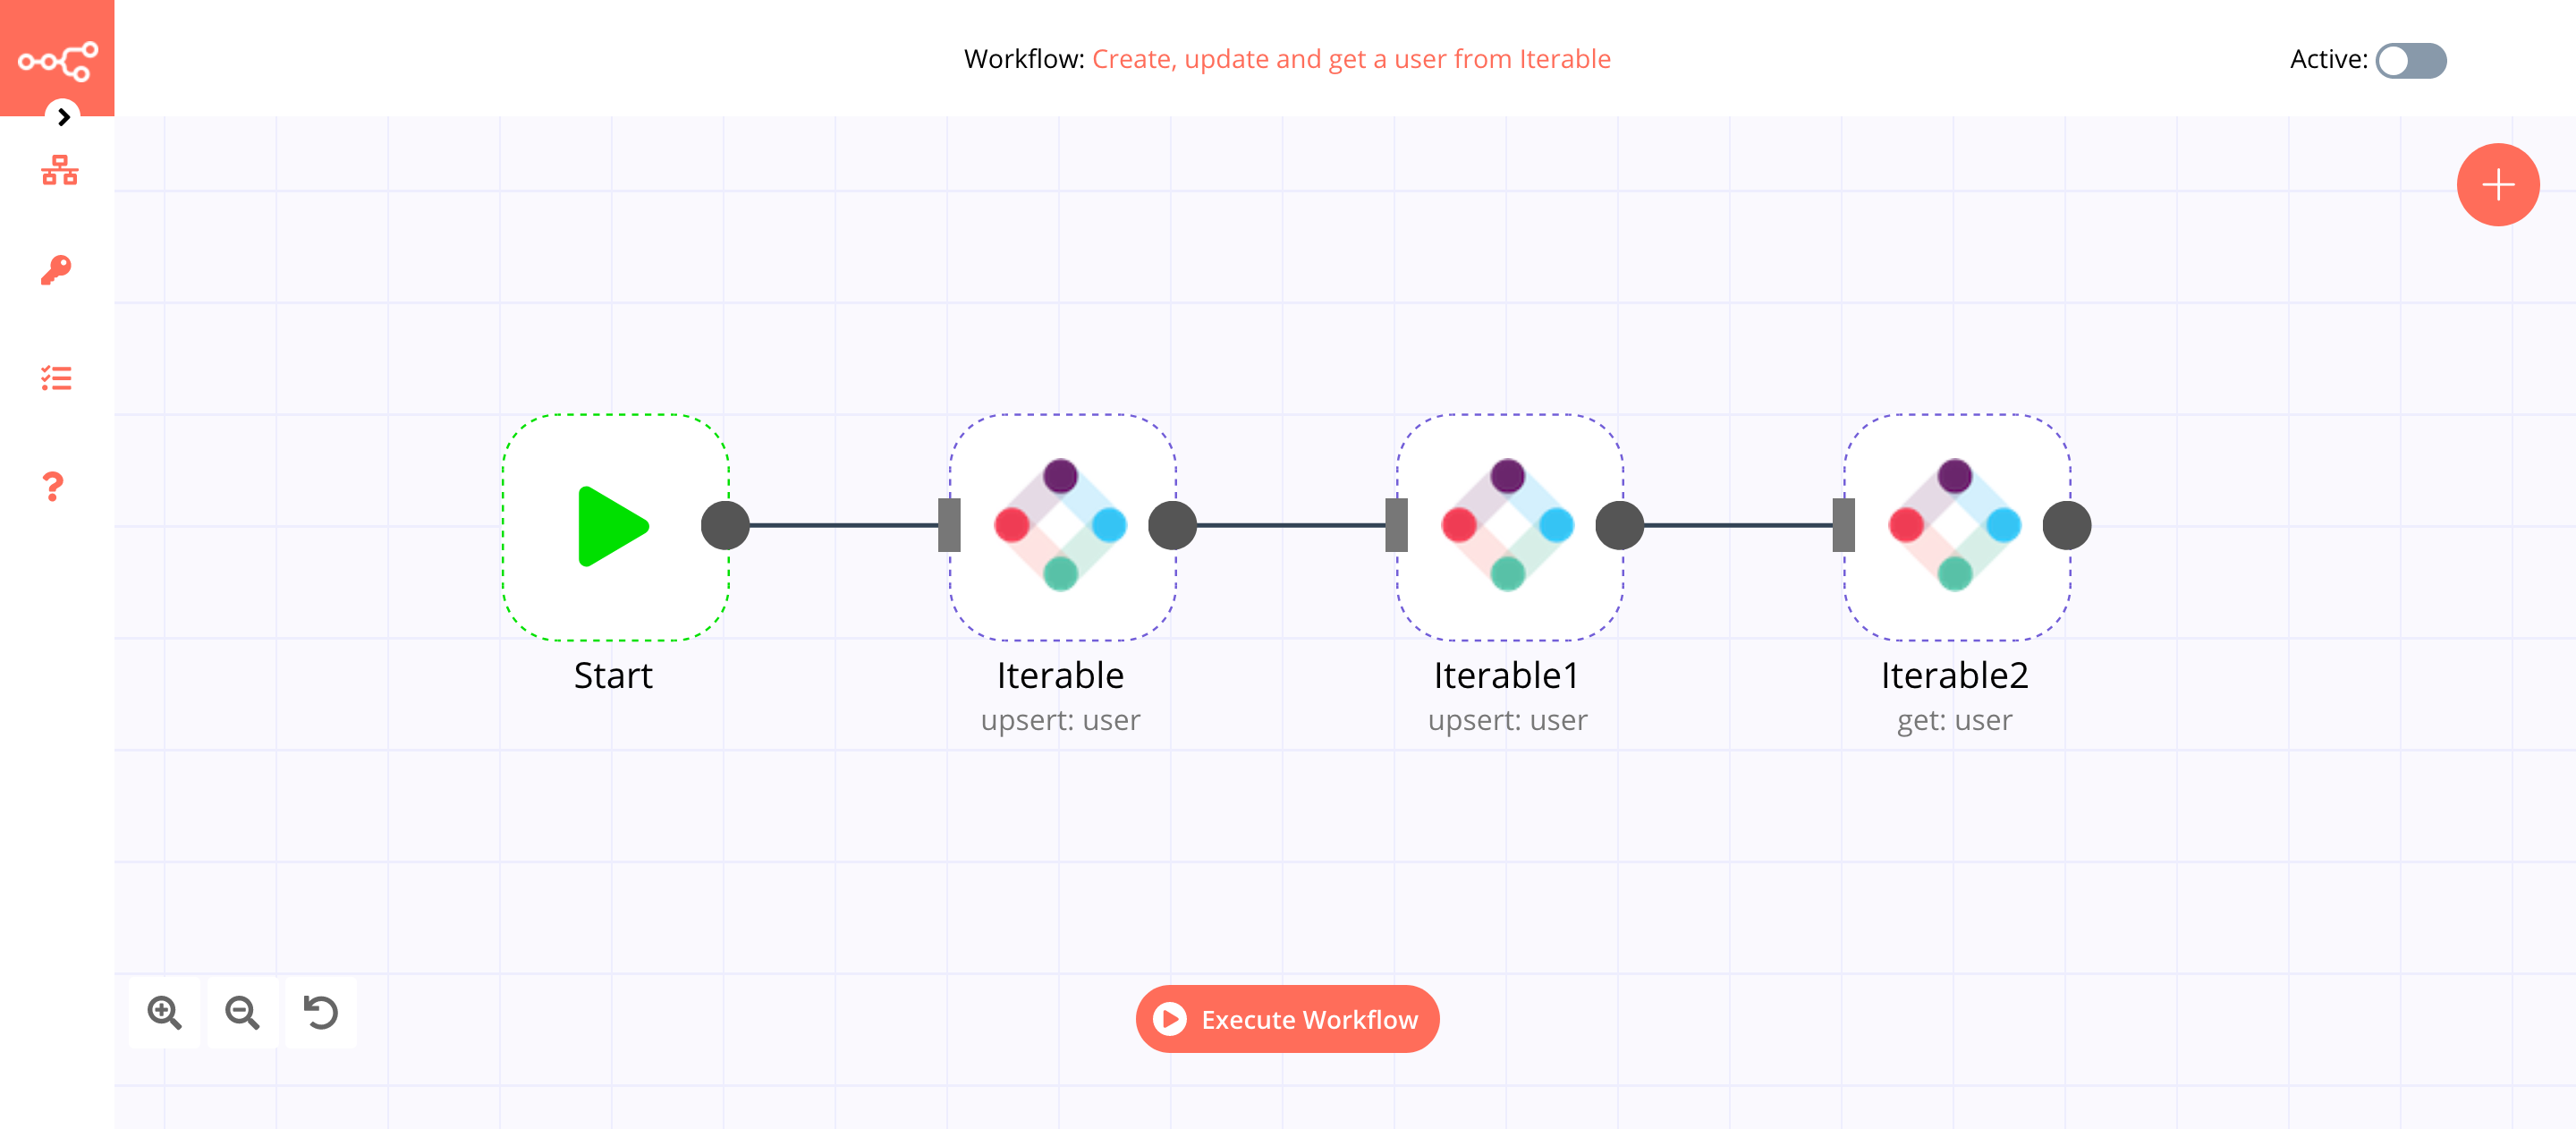 Workflow: Create, update and get a user from Iterable
Active:
Start
Iterable
upsert: user
Iterable1
upsert: user
Iterable2
get: user
Execute Workflow